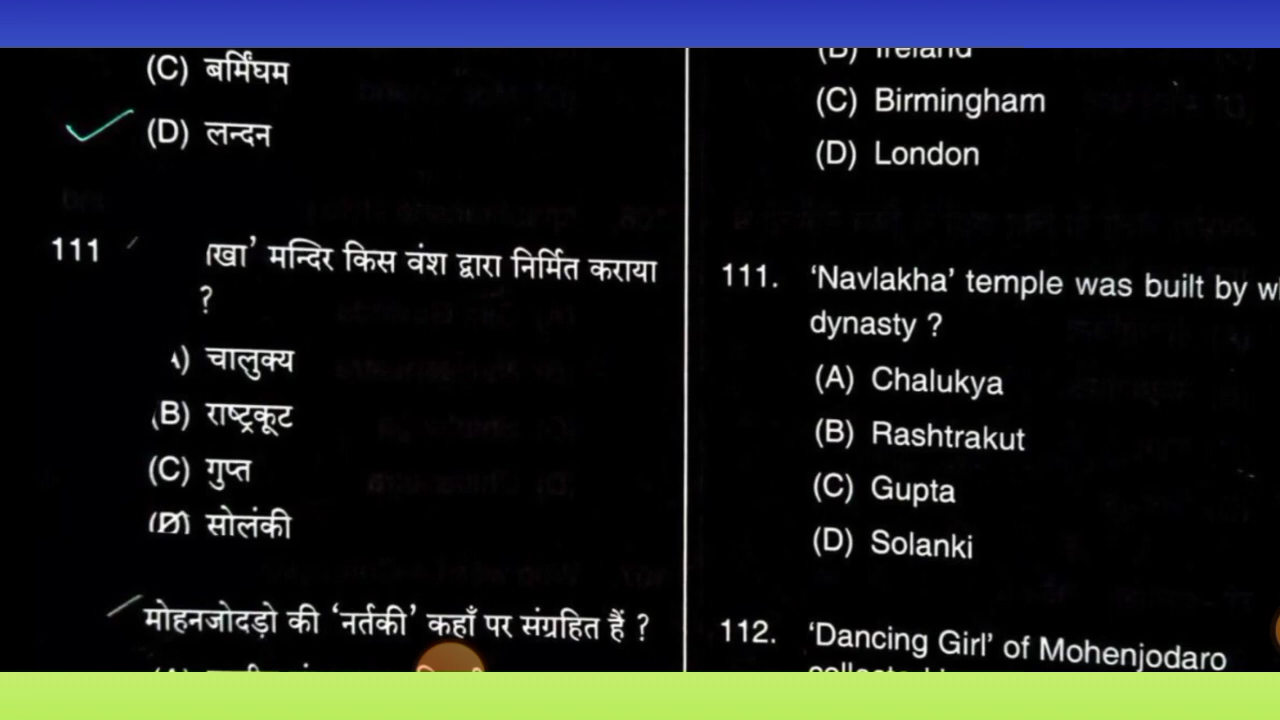 (C) बर्मिंघम
(D) लन्दन
111
खा' मन्दिर किस वंश द्वारा निर्मित कराया
?
चालुक्य
(B) राष्ट्रकूट
(C) गुप्त
(D) सोलंकी
मोहनजोदड़ो की 'नर्तकी' कहाँ पर संग्रहित हैं ?
(B) Ireland
(C) Birmingham
(D) London
111. 'Navlakha' temple was built by
dynasty ?
(A) Chalukya
(B) Rashtrakut
(C) Gupta
(D) Solanki
112. 'Dancing Girl' of Mohenjodaro